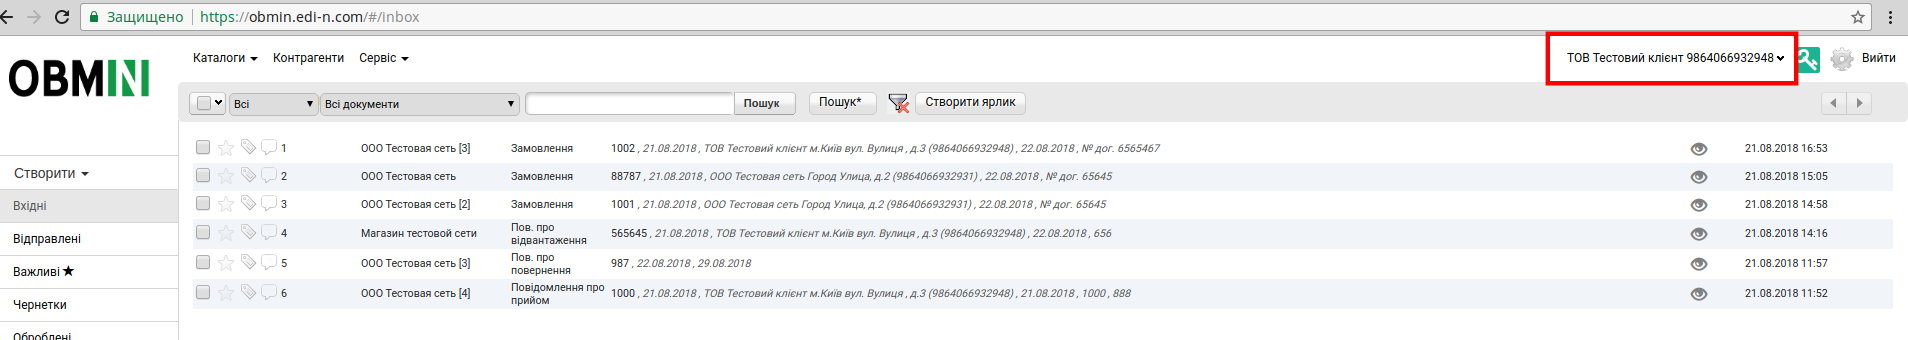 Защищено https://obmin.edi-n.com/#/inbox
OBMIN
Каталоги Контрагенти Сервіс ТОВ Тестовий клієнт 9864066932948 Вийти
Всі Всі документи Пошук Пошук* Створити ярлик
1 ООО Тестовая сеть [3] Замовлення 1002 , 21.08.2018 , ТОВ Тестовий клієнт м.Київ вул. Вулиця , д.3 (9864066932948) , 22.08.2018 , № дог. 6565467 21.08.2018 16:53
2 ООО Тестовая сеть Замовлення 88787 , 21.08.2018 , ООО Тестовая сеть Город Улица, д.2 (9864066932931) , 22.08.2018 , № дог. 65645 21.08.2018 15:05
3 ООО Тестовая сеть [2] Замовлення 1001 , 21.08.2018 , ООО Тестовая сеть Город Улица, д.2 (9864066932931) , 22.08.2018 , № дог. 65645 21.08.2018 14:58
4 Магазин тестовой сети Пов. про відвантаження 565645 , 21.08.2018 , ТОВ Тестовий клієнт м.Київ вул. Вулиця , д.3 (9864066932948) , 22.08.2018 , 656 21.08.2018 14:16
5 ООО Тестовая сеть [3] Пов. про повернення 987 , 22.08.2018 , 29.08.2018 21.08.2018 11:57
6 ООО Тестовая сеть [4] Повідомлення про прийом 1000 , 21.08.2018 , ТОВ Тестовий клієнт м.Київ вул. Вулиця , д.3 (9864066932948) , 21.08.2018 , 1000 , 888 21.08.2018 11:52
Створити
Вхідні
Відправлені
Важливі
Чернетки
Оброблені